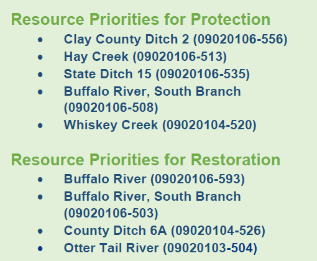 Resource Priorities for Protection
• Clay County Ditch 2 (09020106-556)
• Hay Creek (09020106-513)
• State Ditch 15 (09020106-535)
• Buffalo River, South Branch
(09020106-508)
• Whiskey Creek (09020104-520)
Resource Priorities for Restoration
• Buffalo River (09020106-593)
• Buffalo River, South Branch
(09020106-503)
• County Ditch 6A (09020104-526)
• Otter Tail River (09020103-504)